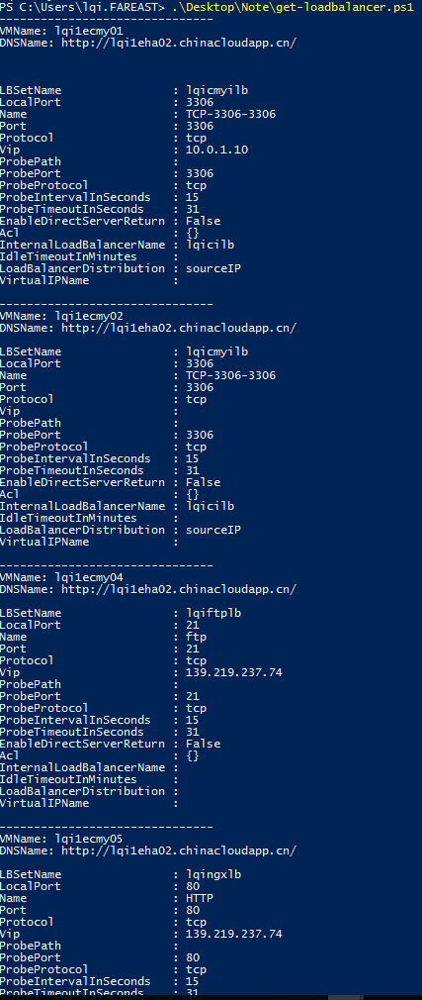 PS C:\Users\lqi.FAREAST> .\Desktop\Note\get-loadbalancer.ps1
-------------------------------
VMName: lqi1ecmy01
DNSName: http://lqi1eha02.chinacloudapp.cn/
LBSetName : lqicmyilb
LocalPort : 3306
Name : TCP-3306-3306
Port : 3306
Protocol : tcp
Vip : 10.0.1.10
ProbePath :
ProbePort : 3306
ProbeProtocol : tcp
ProbeIntervalInSeconds : 15
ProbeTimeoutInSeconds : 31
EnableDirectServerReturn : False
Acl : {}
InternalLoadBalancerName : lqicilb
IdleTimeoutInMinutes :
LoadBalancerDistribution : sourceIP
VirtualIPName :
-------------------------------
VMName: lqi1ecmy02
DNSName: http://lqi1eha02.chinacloudapp.cn/
LBSetName : lqicmyilb
LocalPort : 3306
Name : TCP-3306-3306
Port : 3306
Protocol : tcp
Vip :
ProbePath :
ProbePort : 3306
ProbeProtocol : tcp
ProbeIntervalInSeconds : 15
ProbeTimeoutInSeconds : 31
EnableDirectServerReturn : False
Acl : {}
InternalLoadBalancerName : lqicilb
IdleTimeoutInMinutes :
LoadBalancerDistribution : sourceIP
VirtualIPName :
-------------------------------
VMName: lqi1ecmy04
DNSName: http://lqi1eha02.chinacloudapp.cn/
LBSetName : lqiftplb
LocalPort : 21
Name : ftp
Port : 21
Protocol : tcp
Vip : 139.219.237.74
ProbePath :
ProbePort : 21
ProbeProtocol : tcp
ProbeIntervalInSeconds : 15
ProbeTimeoutInSeconds : 31
EnableDirectServerReturn : False
Acl : {}
InternalLoadBalancerName :
IdleTimeoutInMinutes :
LoadBalancerDistribution :
VirtualIPName :
-------------------------------
VMName: lqi1ecmy05
DNSName: http://lqi1eha02.chinacloudapp.cn/
LBSetName : lqingxlb
LocalPort : 80
Name : HTTP
Port : 80
Protocol : tcp
Vip : 139.219.237.74
ProbePath :
ProbePort : 80
ProbeProtocol : tcp
ProbeIntervalInSeconds : 15
ProbeTimeoutInSeconds : 31